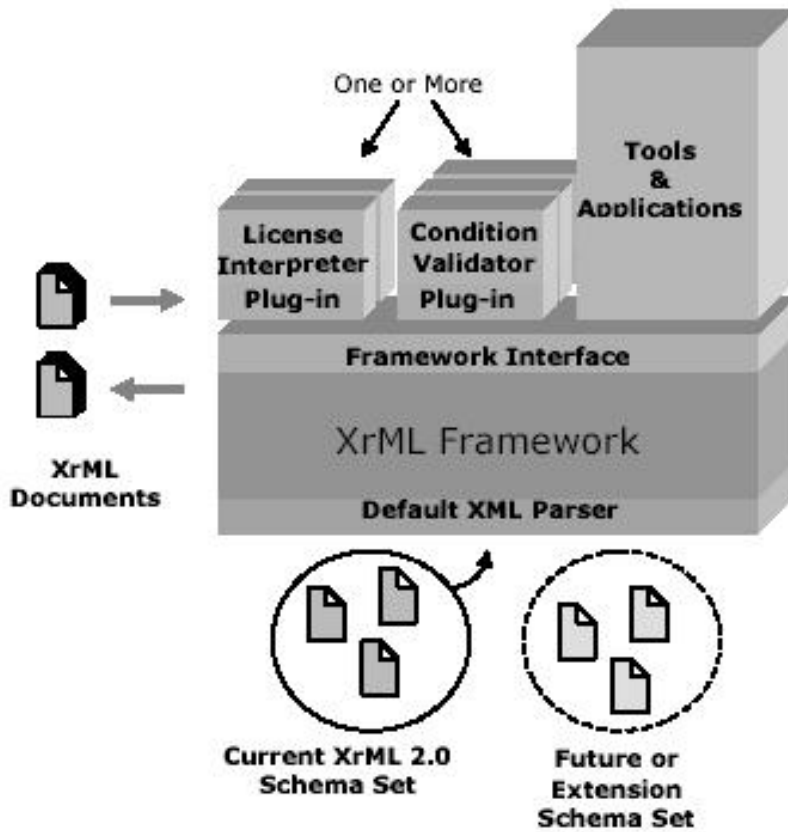 One or More
Tools
&
Applications
License
Interpreter
Plug-in
Condition
Validator
Plug-in
Framework Interface
XrML Framework
Default XML Parser
XrML
Documents
Current XrML 2.0
Schema Set
Future or
Extension
Schema Set